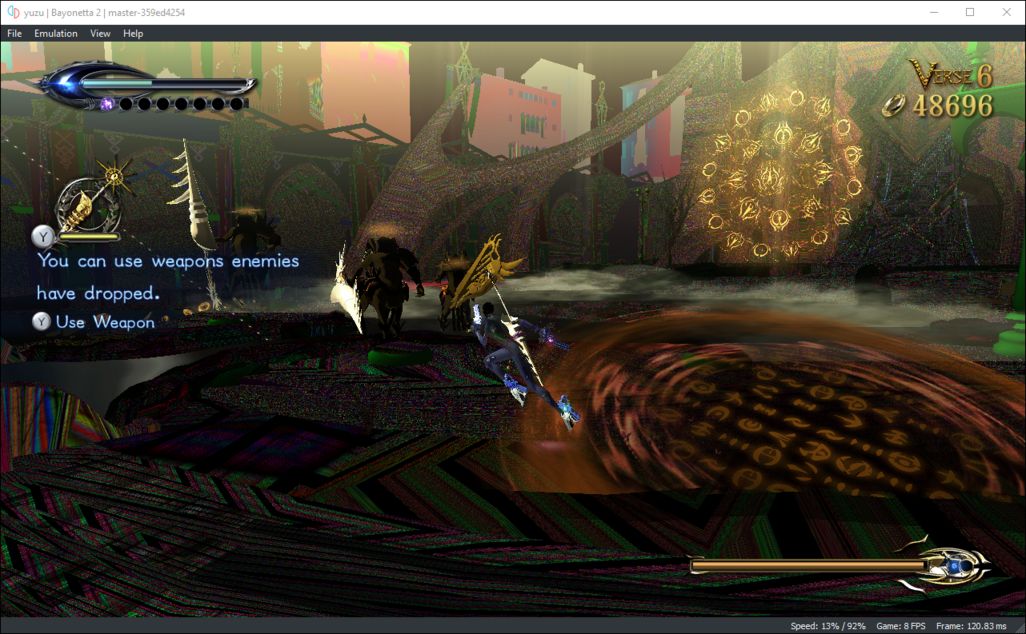 yuzu | Bayonetta 2 | master-359ed4254
File Emulation View Help
VERSE 6
48696
Y
You can use weapons enemies
have dropped.
Y Use Weapon
Speed: 13% / 92% Game: 8 FPS Frame: 120.83 ms